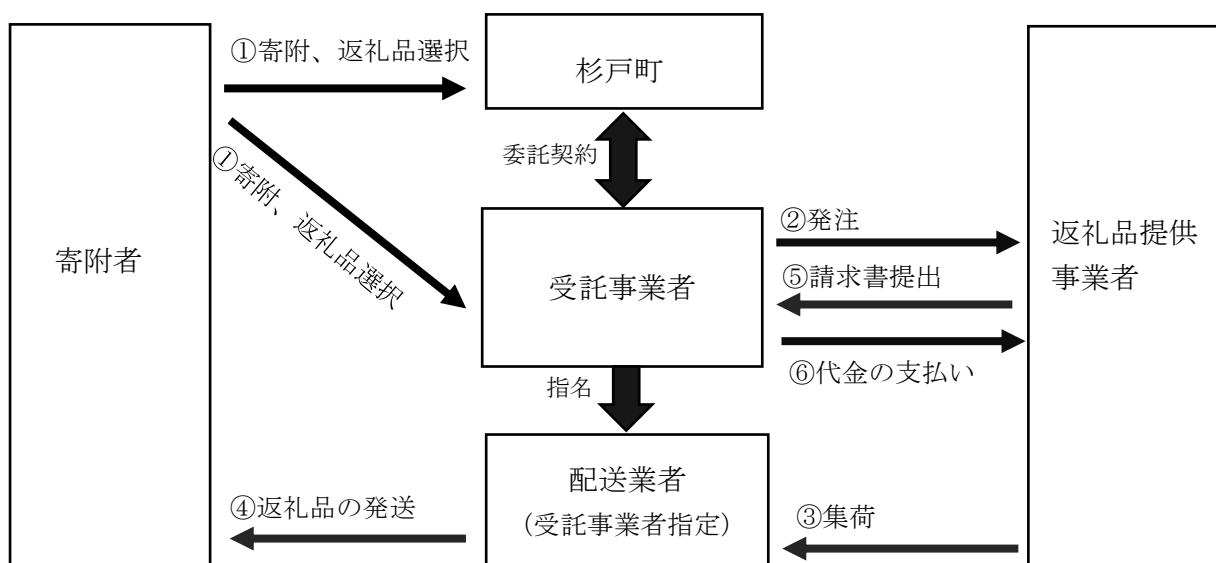 ①寄附、返礼品選択
杉戸町
委託契約
①寄附、返礼品選択
寄附者
受託事業者
②発注
⑤請求書提出
⑥代金の支払い
返礼品提供
事業者
指名
配送業者
（受託事業者指定）
④返礼品の発送
③集荷